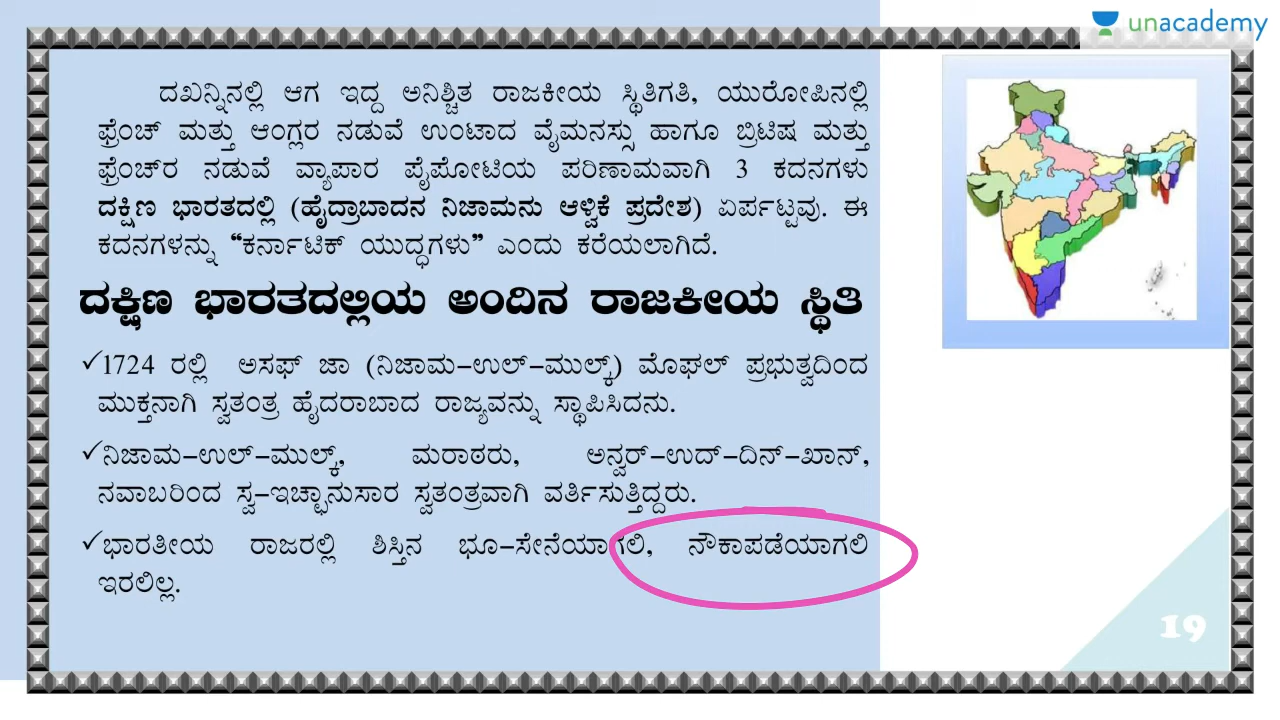 unacademy
ದಖನ್ನಿನಲ್ಲಿ ಆಗ ಇದ್ದ ಅನಿಶ್ಚಿತ ರಾಜಕೀಯ ಸ್ಥಿತಿಗತಿ, ಯುರೋಪಿನಲ್ಲಿ
ಫ್ರೆಂಚ್ ಮತ್ತು ಆಂಗ್ಲರ ನಡುವೆ ಉಂಟಾದ ವೈಮನಸ್ಸು ಹಾಗೂ ಬ್ರಿಟಿಷ ಮತ್ತು
ಫ್ರೆಂಚ್‌ರ ನಡುವೆ ವ್ಯಾಪಾರ ಪೈಪೋಟಿಯ ಪರಿಣಾಮವಾಗಿ 3 ಕದನಗಳು
ದಕ್ಷಿಣ ಭಾರತದಲ್ಲಿ (ಹೈದ್ರಾಬಾದನ ನಿಜಾಮನು ಆಳ್ವಿಕೆ ಪ್ರದೇಶ) ಏರ್ಪಟ್ಟವು. ಈ
ಕದನಗಳನ್ನು “ಕರ್ನಾಟಿಕ್ ಯುದ್ಧಗಳು” ಎಂದು ಕರೆಯಲಾಗಿದೆ.
ದಕ್ಷಿಣ ಭಾರತದಲ್ಲಿಯ ಅಂದಿನ ರಾಜಕೀಯ ಸ್ಥಿತಿ
✓1724 ರಲ್ಲಿ ಅಸಫ್ ಜಾ (ನಿಜಾಮ-ಉಲ್-ಮುಲ್ಕ್) ಮೊಘಲ್ ಪ್ರಭುತ್ವದಿಂದ
ಮುಕ್ತನಾಗಿ ಸ್ವತಂತ್ರ ಹೈದರಾಬಾದ ರಾಜ್ಯವನ್ನು ಸ್ಥಾಪಿಸಿದನು.
✓ನಿಜಾಮ-ಉಲ್-ಮುಲ್ಕ್, ಮರಾಠರು, ಅನ್ವರ್-ಉದ್-ದಿನ್-ಖಾನ್,
ನವಾಬರಿಂದ ಸ್ವ-ಇಚ್ಛಾನುಸಾರ ಸ್ವತಂತ್ರವಾಗಿ ವರ್ತಿಸುತ್ತಿದ್ದರು.
✓ಭಾರತೀಯ ರಾಜರಲ್ಲಿ ಶಿಸ್ತಿನ ಭೂ-ಸೇನೆಯಾಗಲಿ, ನೌಕಾಪಡೆಯಾಗಲಿ
ಇರಲಿಲ್ಲ.
19